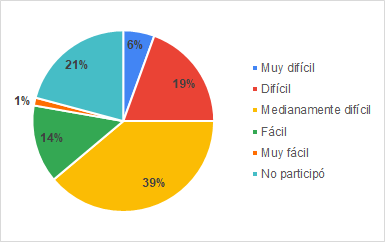 6%
19%
39%
14%
1%
21%
Muy difícil
Difícil
Medianamente difícil
Fácil
Muy fácil
No participó